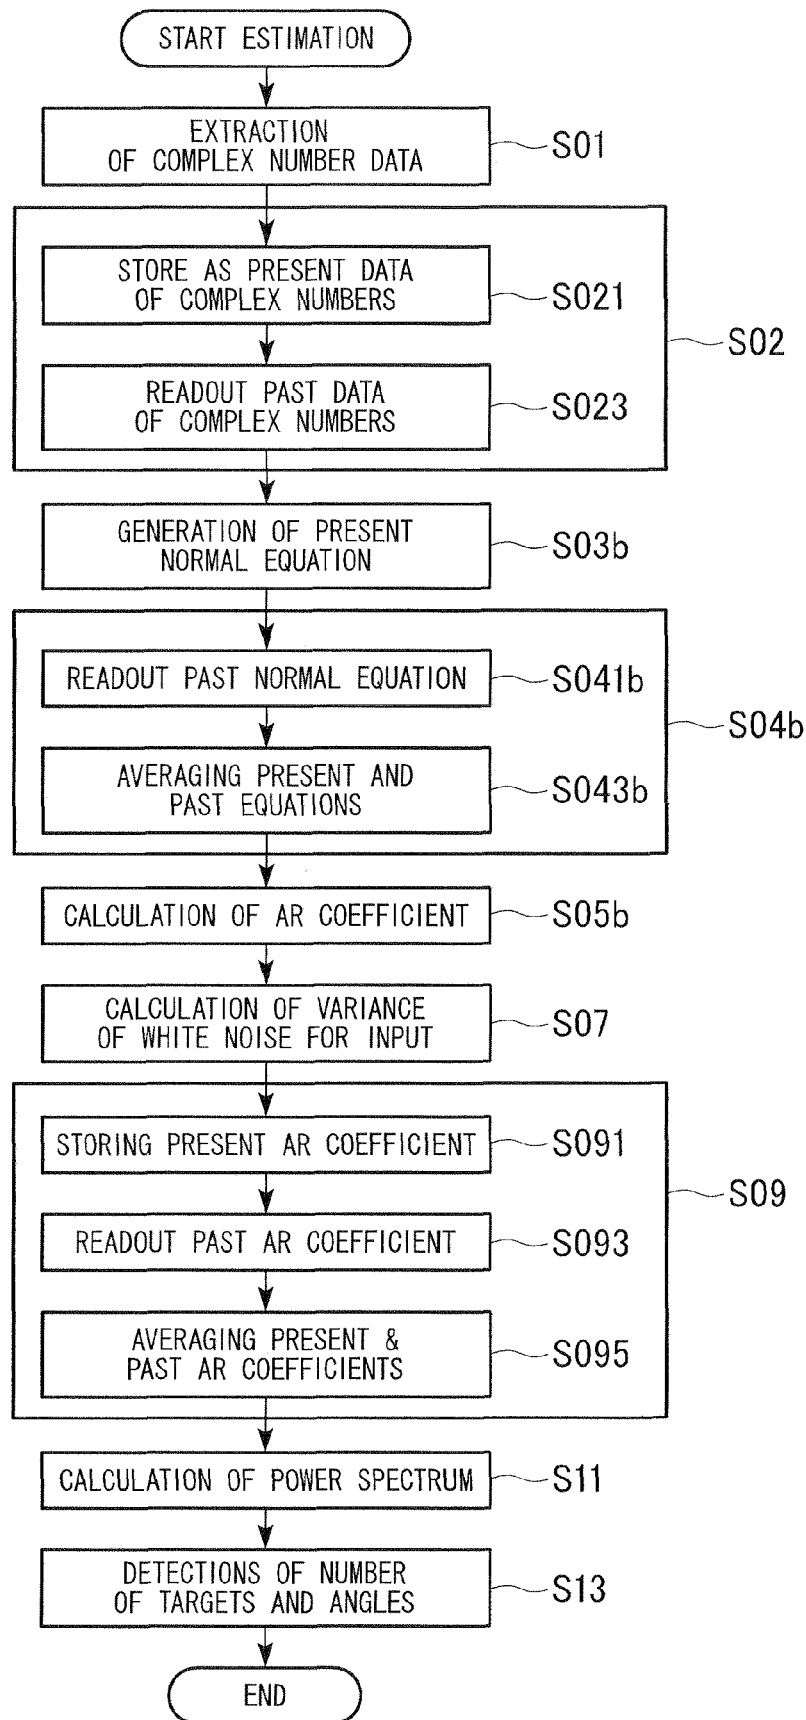 START ESTIMATION
EXTRACTION
OF COMPLEX NUMBER DATA
S01
STORE AS PRESENT DATA
OF COMPLEX NUMBERS
S021
S02
READOUT PAST DATA
OF COMPLEX NUMBERS
S023
GENERATION OF PRESENT
NORMAL EQUATION
S03b
READOUT PAST NORMAL EQUATION
S041b
S04b
AVERAGING PRESENT AND
PAST EQUATIONS
S043b
CALCULATION OF AR COEFFICIENT
S05b
CALCULATION OF VARIANCE
OF WHITE NOISE FOR INPUT
S07
STORING PRESENT AR COEFFICIENT
S091
S09
READOUT PAST AR COEFFICIENT
S093
AVERAGING PRESENT &
PAST AR COEFFICIENTS
S095
CALCULATION OF POWER SPECTRUM
S11
DETECTIONS OF NUMBER
OF TARGETS AND ANGLES
S13
END